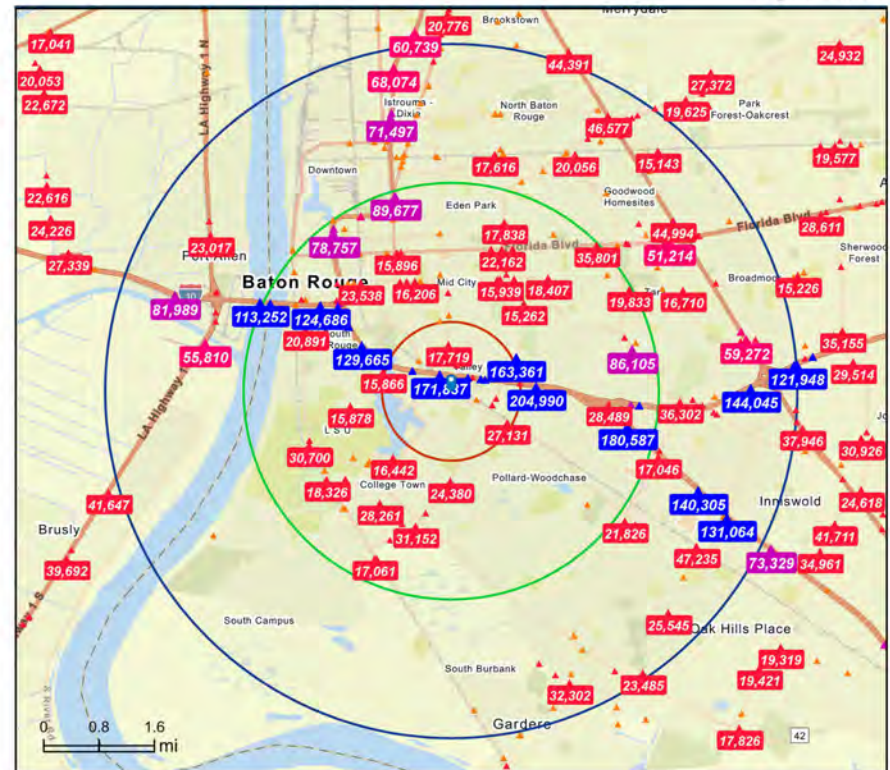 Merrydale
Brookstown
20,776
17,041
60,739
44,391
24,932
20,053
68,074
27,372
22,672
Istrouma -
Dixie
North Baton
Rouge
19,625
Park
Forest-Oakcrest
71,497
46,577
LA Highway 1 N
Downtown
17,616
20,056
15,143
19,577
22,616
Goodwood
Homesites
89,677
Eden Park
24,226
78,757
17,838
44,994
Florida Blvd
28,611
23,017
Port Allen
Florida Blvd
51,214
Sherwood
Forest
27,339
15,896
22,162
35,801
Baton Rouge
Mid City
Broadmoor
15,226
81,989
10
23,538
16,206
15,939
18,407
19,833
16,710
113,252
124,686
15,262
20,891
35,155
55,810
129,665
17,719
86,105
59,272
163,361
29,514
15,866
121,948
204,990
144,045
LA Highway 1
15,878
28,489
36,302
LSU
27,131
180,587
37,946
30,700
30,926
16,442
17,046
Pollard-Woodchase
18,326
College Town
24,380
140,305
Inniswold
24,618
41,647
28,261
Brusly
31,152
21,826
131,064
41,711
39,692
17,061
47,235
73,329
34,961
South Campus
25,545
Oak Hills Place
19,319
South Burbank
19,421
23,485
32,302
Gardere
17,826
42
0 0.8 1.6
mi